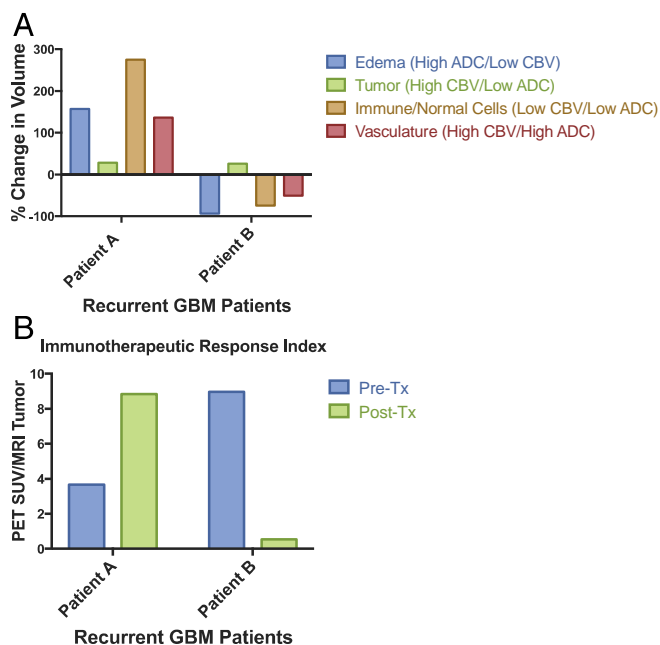 A
% Change in Volume
300
200
100
0
-100
Patient A
Patient B
Recurrent GBM Patients
Edema (High ADC/Low CBV)
Tumor (High CBV/Low ADC)
Immune/Normal Cells (Low CBV/Low ADC)
Vasculature (High CBV/High ADC)
B
Immunotherapeutic Response Index
PET SUV/MRI Tumor
10
8
6
4
2
0
Patient A
Patient B
Recurrent GBM Patients
Pre-Tx
Post-Tx